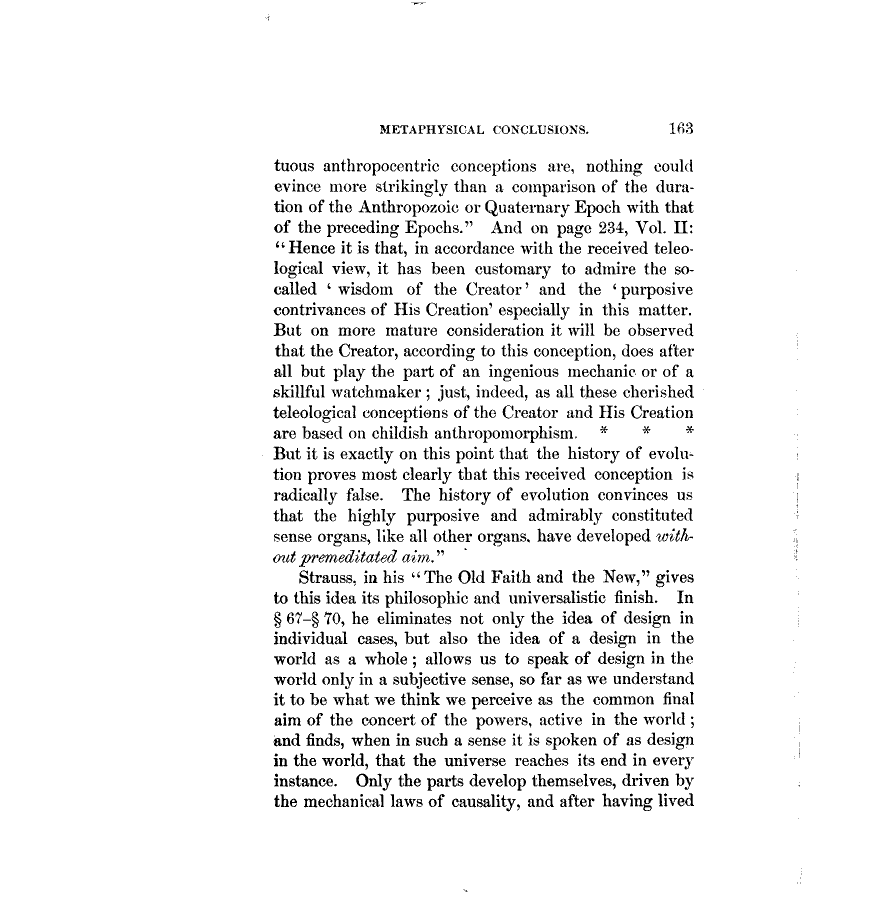 METAPHYSICAL CONCLUSIONS. 163
tuous anthropocentric conceptions are, nothing could
evince more strikingly than a comparison of the dura-
tion of the Anthropozoic or Quaternary Epoch with that
of the preceding Epochs." And on page 234, Vol. II:
"Hence it is that, in accordance with the received teleo-
logical view, it has been customary to admire the so-
called ' wisdom of the Creator' and the 'purposive
contrivances of His Creation' especially in this matter.
But on more mature consideration it will be observed
that the Creator, according to this conception, does after
all but play the part of an ingenious mechanic or of a
skillful watchmaker ; just, indeed, as all these cherished
teleological conceptions of the Creator and His Creation
are based on childish anthropomorphism. * * *
But it is exactly on this point that the history of evolu-
tion proves most clearly that this received conception is
radically false. The history of evolution convinces us
that the highly purposive and admirably constituted
sense organs, like all other organs, have developed with-
out premeditated aim."
Strauss, in his "The Old Faith and the New," gives
to this idea its philosophic and universalistic finish. In
§ 67–§ 70, he eliminates not only the idea of design in
individual cases, but also the idea of a design in the
world as a whole ; allows us to speak of design in the
world only in a subjective sense, so far as we understand
it to be what we think we perceive as the common final
aim of the concert of the powers, active in the world ;
and finds, when in such a sense it is spoken of as design
in the world, that the universe reaches its end in every
instance. Only the parts develop themselves, driven by
the mechanical laws of causality, and after having lived